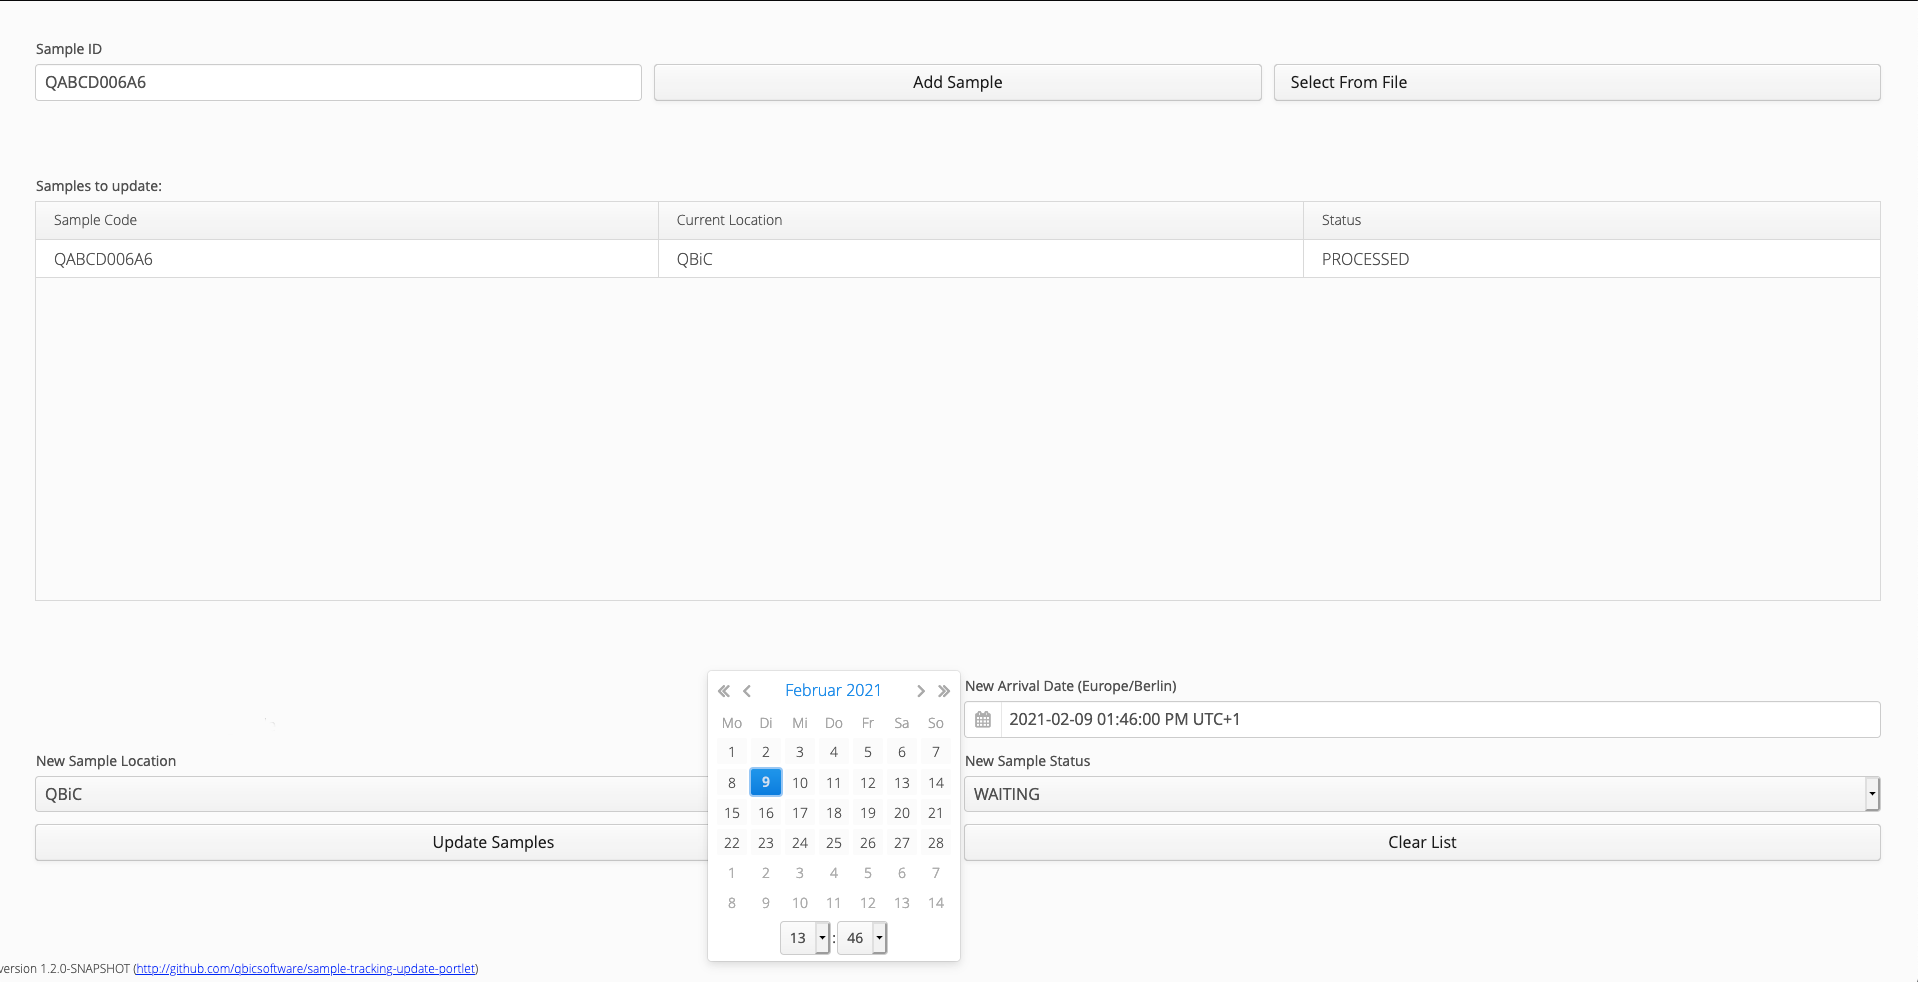 Sample ID
QABCD006A6
Add Sample
Select From File
Samples to update:
Sample Code Current Location Status
QABCD006A6 QBiC PROCESSED
Februar 2021
Mo Di Mi Do Fr Sa So
1 2 3 4 5 6 7
8 9 10 11 12 13 14
15 16 17 18 19 20 21
22 23 24 25 26 27 28
1 2 3 4 5 6 7
8 9 10 11 12 13 14
13 : 46
New Arrival Date (Europe/Berlin)
2021-02-09 01:46:00 PM UTC+1
New Sample Location
QBiC
New Sample Status
WAITING
Update Samples
Clear List
version 1.2.0-SNAPSHOT (http://github.com/qbicsoftware/sample-tracking-update-portlet)